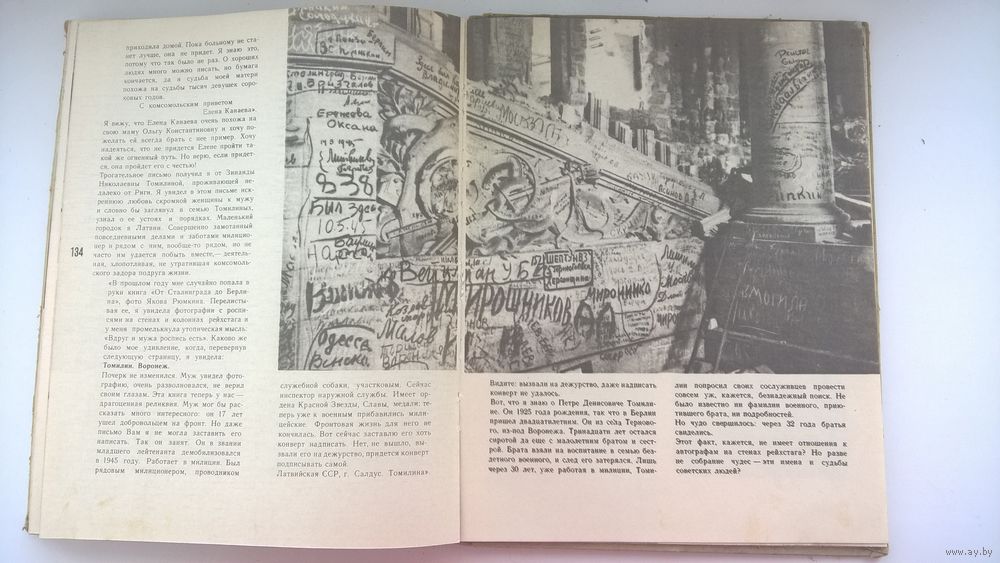 приходила домой. Пока больному не ста-
нет лучше, она не придет. Я знаю это,
потому что так было не раз. О хороших
людях много можно писать, но бумага
кончается, да и судьба моей матери
похожа на судьбы тысяч девушек соро-
ковых годов.
С комсомольским приветом
Елена Канаева».
Я вижу, что Елена Канаева очень похожа на
свою маму Ольгу Константиновну и хочу по-
желать ей всегда брать с нее пример. Хочу
надеяться, что не придется Елене пройти та-
кой же огненный путь. Но верю, если придет-
ся, она пройдет его с честью!
Трогательное письмо получил я от Зинаиды
Николаевны Томилиной, проживающей не-
далеко от Риги. Я увидел в этом письме иск-
реннюю любовь скромной женщины к мужу
и словно бы заглянул в семью Томилиных,
узнал о ее устоях и порядках. Маленький
городок в Латвии. Совершенно замотанный
повседневными делами и заботами милицио-
нер и рядом с ним, вообще-то рядом, но не
часто им удается побыть вместе,— деятель-
ная, хлопотливая, не утратившая комсомоль-
ского задора подруга жизни.
134
«В прошлом году мне случайно попала в
руки книга «От Сталинграда до Берли-
на», фото Якова Рюмкина. Перелисты-
вая ее, я увидела фотографии с роспи-
сями на стенах и колоннах рейхстага и
у меня промелькнула утопическая мысль:
«Вдруг и мужа роспись есть». Каково же
было мое удивление, когда, перевернув
следующую страницу, я увидела:
Томилин. Воронеж.
Почерк не изменился. Муж увидел фото-
графию, очень разволновался, не верил
своим глазам. Эта книга теперь у нас —
драгоценная реликвия. Муж мог бы рас-
сказать много интересного: он 17 лет
ушел добровольцем на фронт. Но даже
письмо Вам я не могла заставить его
написать. Так он занят. Он в звании
младшего лейтенанта демобилизовался
в 1945 году. Работает в милиции. Был
рядовым милиционером, проводником
служебной собаки, участковым. Сейчас
инспектор наружной службы. Имеет ор-
дена Красной Звезды, Славы, медали; те-
перь уже к военным прибавились мили-
цейские. Фронтовая жизнь для него не
кончилась. Вот сейчас заставлю его хоть
конверт надписать. Нет, не вышло, вы-
звали его на дежурство, придется конверт
подписывать самой.
Латвийская ССР, г. Салдус. Томилина»
Ережева
Оксана
838
Был здесь
10.5.45
Одесса
Венска
МОСКВА
МИРОШНИКОВ
МИРОНЕНКО
Видите: вызвали на дежурство, даже надписать
конверт не удалось.
Вот, что я знаю о Петре Денисовиче Томили-
не. Он 1925 года рождения, так что в Берлин
пришел двадцатилетним. Он из села Терново-
го, из-под Воронежа. Тринадцати лет остался
сиротой да еще с малолетним братом и сест-
рой. Брата взяли на воспитание в семью без-
детного военного, и след его затерялся. Лишь
через 30 лет, уже работая в милиции, Томи-
лин попросил своих сослуживцев провести
совсем уж, кажется, безнадежный поиск. Не
было известно ни фамилии военного, прию-
тившего брата, ни подробностей.
Но чудо свершилось: через 32 года братья
свиделись.
Этот факт, кажется, не имеет отношения к
автографам на стенах рейхстага? Но разве
не собрание чудес — эти имена и судьбы
советских людей?
www.ay.by